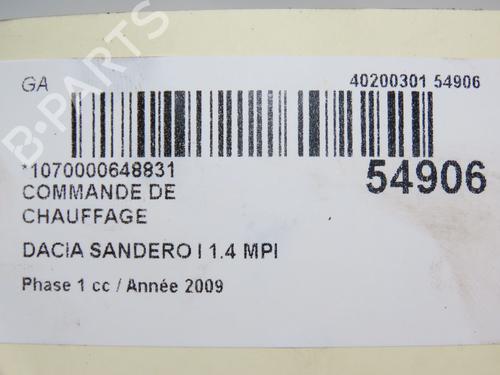 GA
40200301 54906
*1070000648831
54906
COMMANDE DE
CHAUFFAGE
DACIA SANDERO I 1.4 MPI
Phase 1 cc / Année 2009
B-PARTS